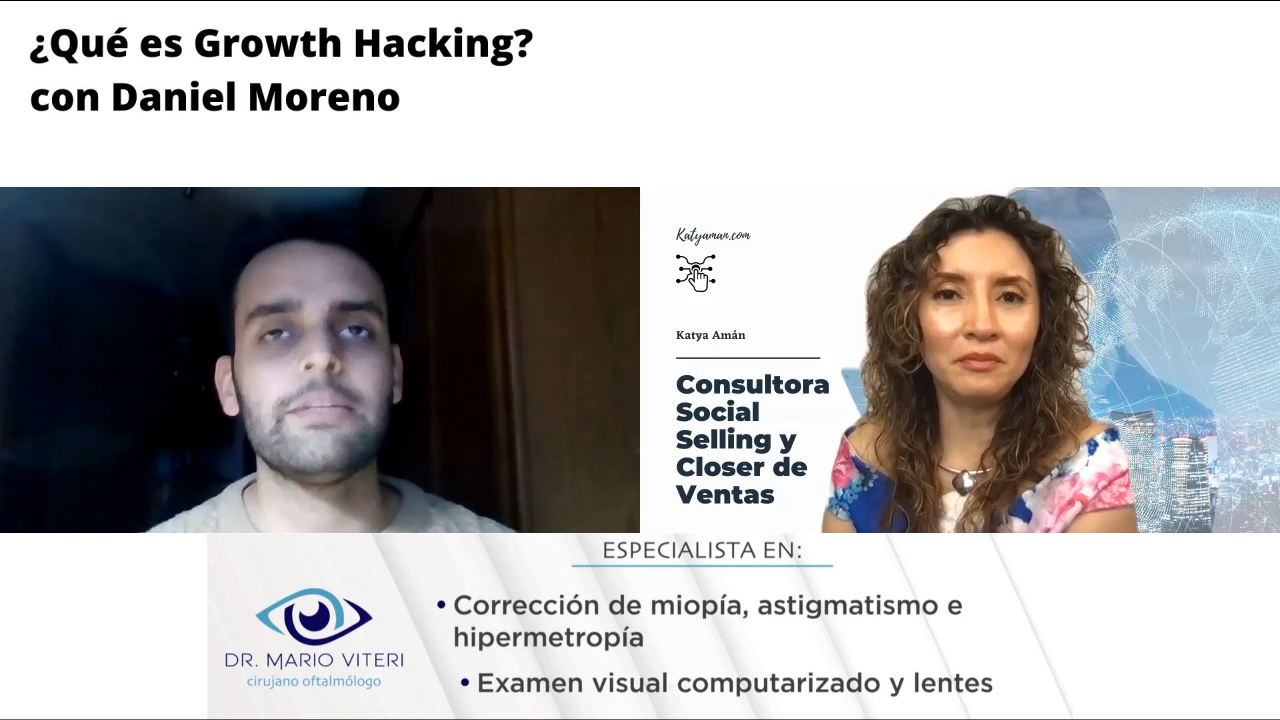 ¿Qué es Growth Hacking?
con Daniel Moreno
Katyaman.com
Katya Amán
Consultora
Social
Selling y
Closer de
Ventas
ESPECIALISTA EN:
• Corrección de miopía, astigmatismo e
hipermetropía
• Examen visual computarizado y lentes
DR. MARIO VITERI
cirujano oftalmólogo